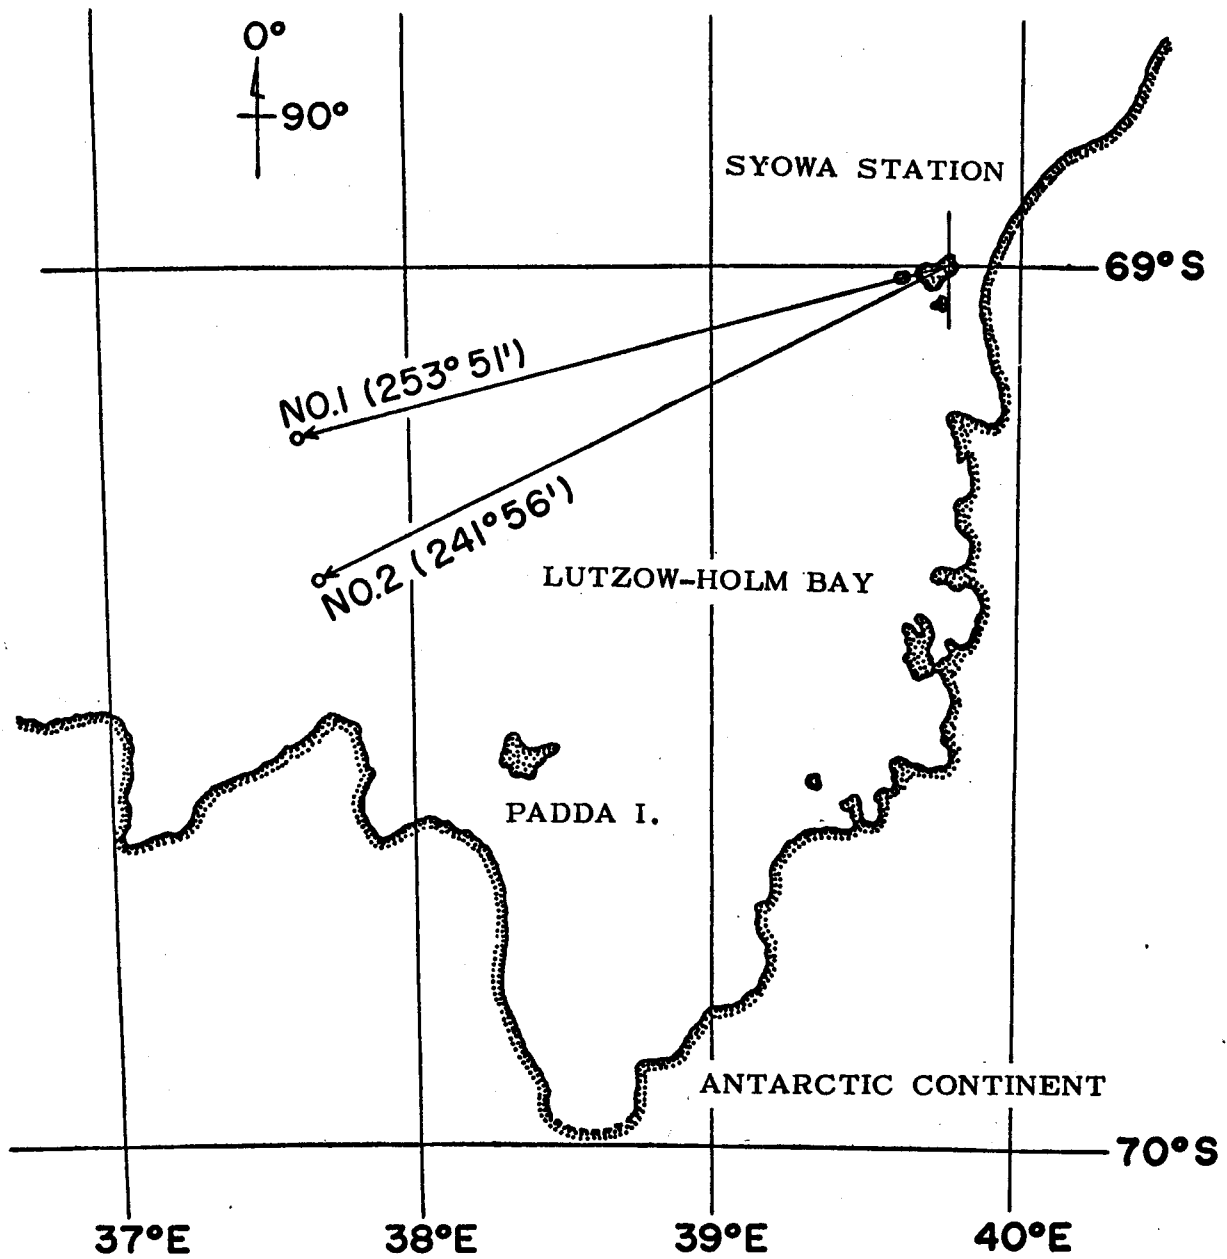 0°
90°
SYOWA STATION
69°S
NO.1 (253°51')
NO.2 (241°56')
LUTZOW-HOLM BAY
PADDA I.
ANTARCTIC CONTINENT
70°S
37°E 38°E 39°E 40°E